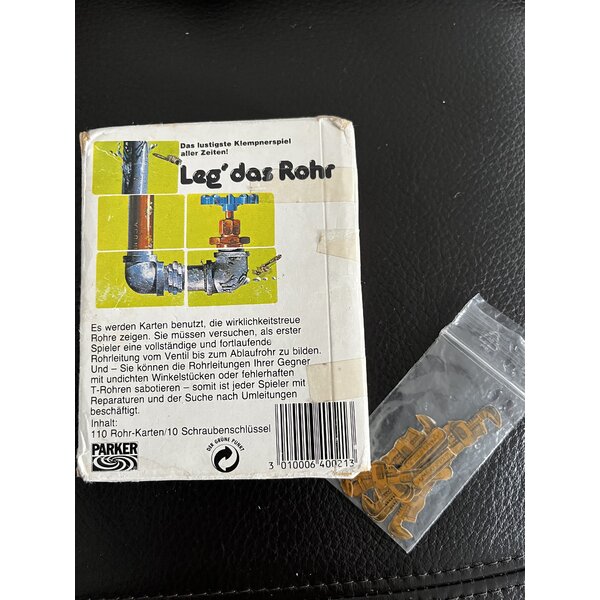 Das lustigste Klempnerspiel
aller Zeiten!
Leg' das Rohr
Es werden Karten benutzt, die wirklichkeitstreue
Rohre zeigen. Sie müssen versuchen, als erster
Spieler eine vollständige und fortlaufende
Rohrleitung vom Ventil bis zum Ablaufrohr zu bilden.
Und – Sie können die Rohrleitungen Ihrer Gegner
mit undichten Winkelstücken oder fehlerhaften
T-Rohren sabotieren – somit ist jeder Spieler mit
Reparaturen und der Suche nach Umleitungen
beschäftigt.
Inhalt:
110 Rohr-Karten/10 Schraubenschlüssel
PARKER
DER GRÜNE PUNKT
3 010006 400213